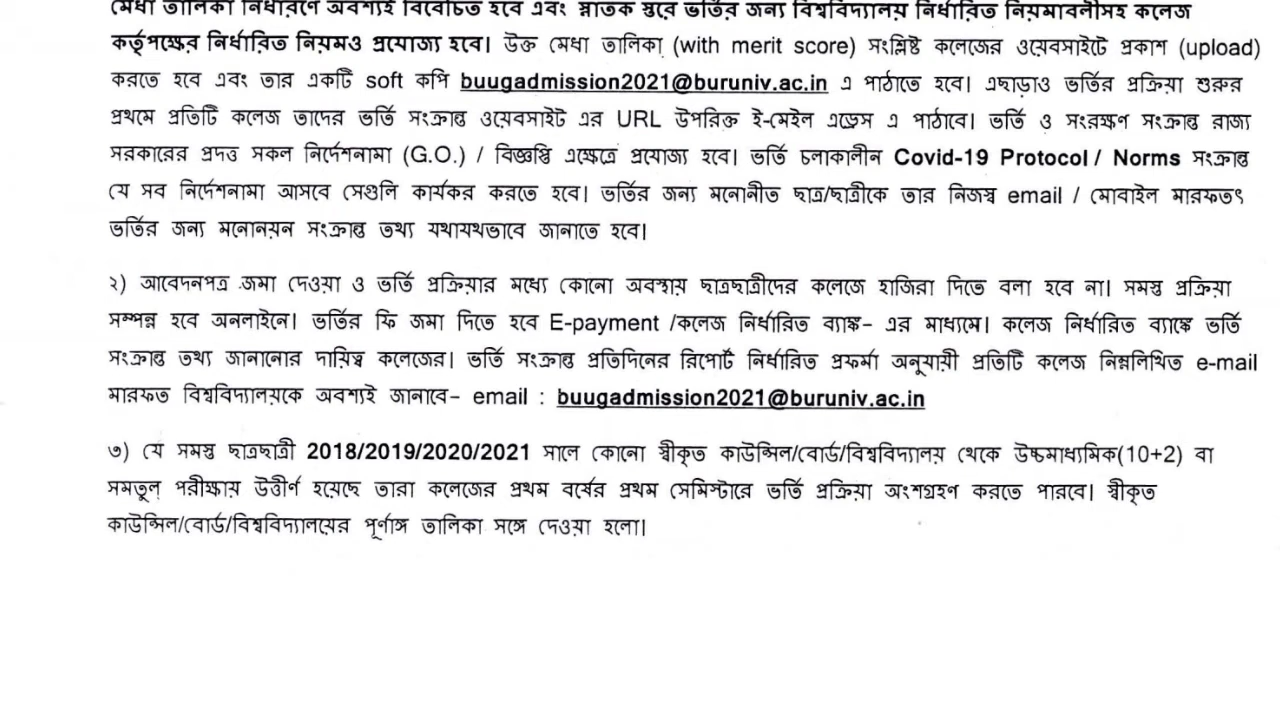 মেধা তালিকা নির্ধারণে অবশ্যই বিবেচিত হবে এবং স্নাতক স্তরে ভর্তির জন্য বিশ্ববিদ্যালয় নির্ধারিত নিয়মাবলীসহ কলেজ
কর্তৃপক্ষের নির্ধারিত নিয়মও প্রযোজ্য হবে। উক্ত মেধা তালিকা (with merit score) সংশ্লিষ্ট কলেজের ওয়েবসাইটে প্রকাশ (upload)
করতে হবে এবং তার একটি soft কপি buugadmission2021@buruniv.ac.in এ পাঠাতে হবে। এছাড়াও ভর্তির প্রক্রিয়া শুরুর
প্রথমে প্রতিটি কলেজ তাদের ভর্তি সংক্রান্ত ওয়েবসাইট এর URL উপরিক্ত ই-মেইল এড্রেস এ পাঠাবে। ভর্তি ও সংরক্ষণ সংক্রান্ত রাজ্য
সরকারের প্রদত্ত সকল নির্দেশনামা (G.O.) / বিজ্ঞপ্তি এক্ষেত্রে প্রযোজ্য হবে। ভর্তি চলাকালীন Covid-19 Protocol / Norms সংক্রান্ত
যে সব নির্দেশনামা আসবে সেগুলি কার্যকর করতে হবে। ভর্তির জন্য মনোনীত ছাত্র/ছাত্রীকে তার নিজস্ব email / মোবাইল মারফতৎ
ভর্তির জন্য মনোনয়ন সংক্রান্ত তথ্য যথাযথভাবে জানাতে হবে।
২) আবেদনপত্র জমা দেওয়া ও ভর্তি প্রক্রিয়ার মধ্যে কোনো অবস্থায় ছাত্রছাত্রীদের কলেজে হাজিরা দিতে বলা হবে না। সমস্ত প্রক্রিয়া
সম্পন্ন হবে অনলাইনে। ভর্তির ফি জমা দিতে হবে E-payment /কলেজ নির্ধারিত ব্যাঙ্ক- এর মাধ্যমে। কলেজ নির্ধারিত ব্যাঙ্কে ভর্তি
সংক্রান্ত তথ্য জানানোর দায়িত্ব কলেজের। ভর্তি সংক্রান্ত প্রতিদিনের রিপোর্ট নির্ধারিত প্রফর্মা অনুযায়ী প্রতিটি কলেজ নিম্নলিখিত e-mail
মারফত বিশ্ববিদ্যালয়কে অবশ্যই জানাবে- email : buugadmission2021@buruniv.ac.in
৩) যে সমস্ত ছাত্রছাত্রী 2018/2019/2020/2021 সালে কোনো স্বীকৃত কাউন্সিল/বোর্ড/বিশ্ববিদ্যালয় থেকে উচ্চমাধ্যমিক(10+2) বা
সমতুল পরীক্ষায় উত্তীর্ণ হয়েছে তারা কলেজের প্রথম বর্ষের প্রথম সেমিস্টারে ভর্তি প্রক্রিয়া অংশগ্রহণ করতে পারবে। স্বীকৃত
কাউন্সিল/বোর্ড/বিশ্ববিদ্যালয়ের পূর্ণাঙ্গ তালিকা সঙ্গে দেওয়া হলো।